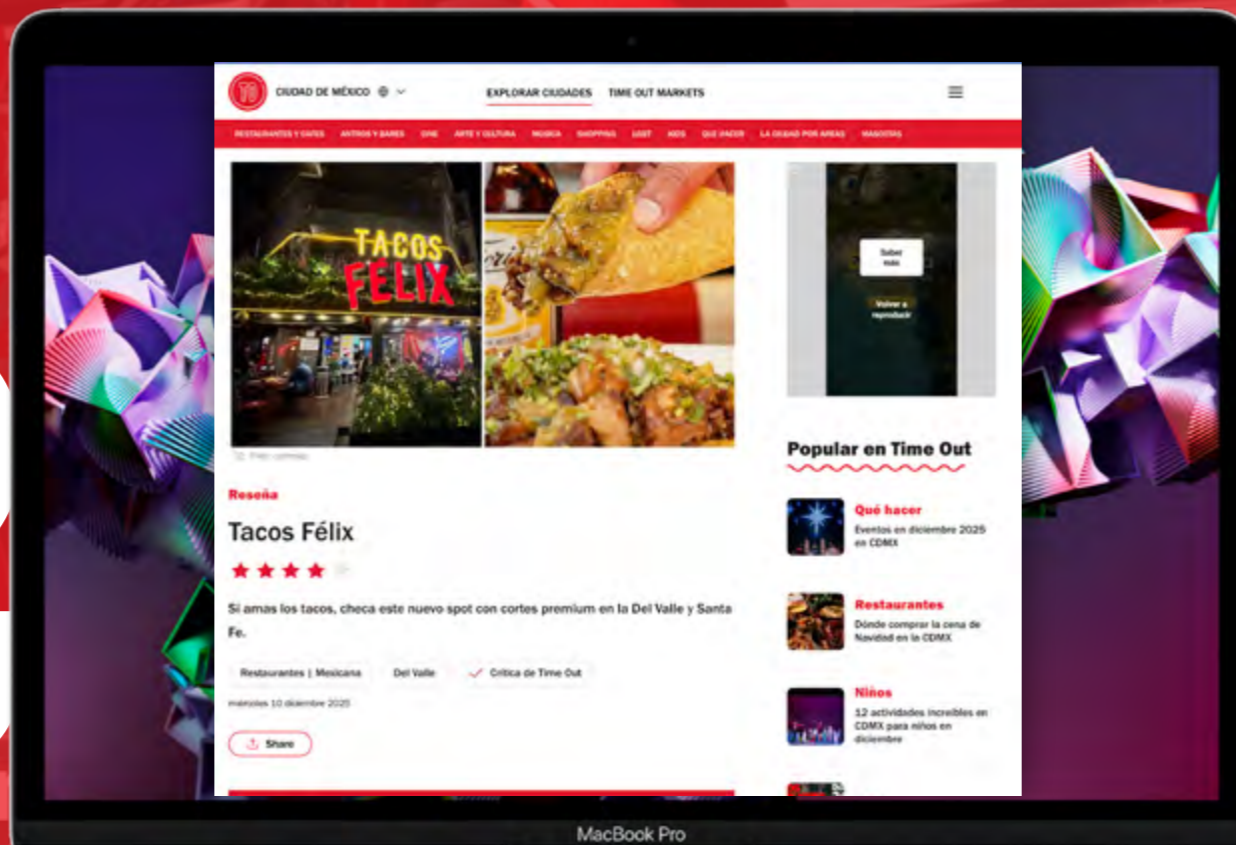 TO
CIUDAD DE MÉXICO
EXPLORAR CIUDADES
TIME OUT MARKETS
RESTAURANTES Y CAFES ANTROS Y BARES CINE ARTE Y CULTURA MÚSICA SHOPPING LGBT KIDS QUE HACER LA CIUDAD POR AREAS MASCOTAS
TACOS
FÉLIX
Saber
más
Volver a
reproducir
Reseña
Tacos Félix
Si amas los tacos, checa este nuevo spot con cortes premium en la Del Valle y Santa
Fe.
Restaurantes | Mexicana
Del Valle
Crítica de Time Out
miércoles 10 diciembre 2025
Share
Popular en Time Out
Qué hacer
Eventos en diciembre 2025
en CDMX
Restaurantes
Dónde comprar la cena de
Navidad en la CDMX
Niños
12 actividades increíbles en
CDMX para niños en
diciembre
MacBook Pro